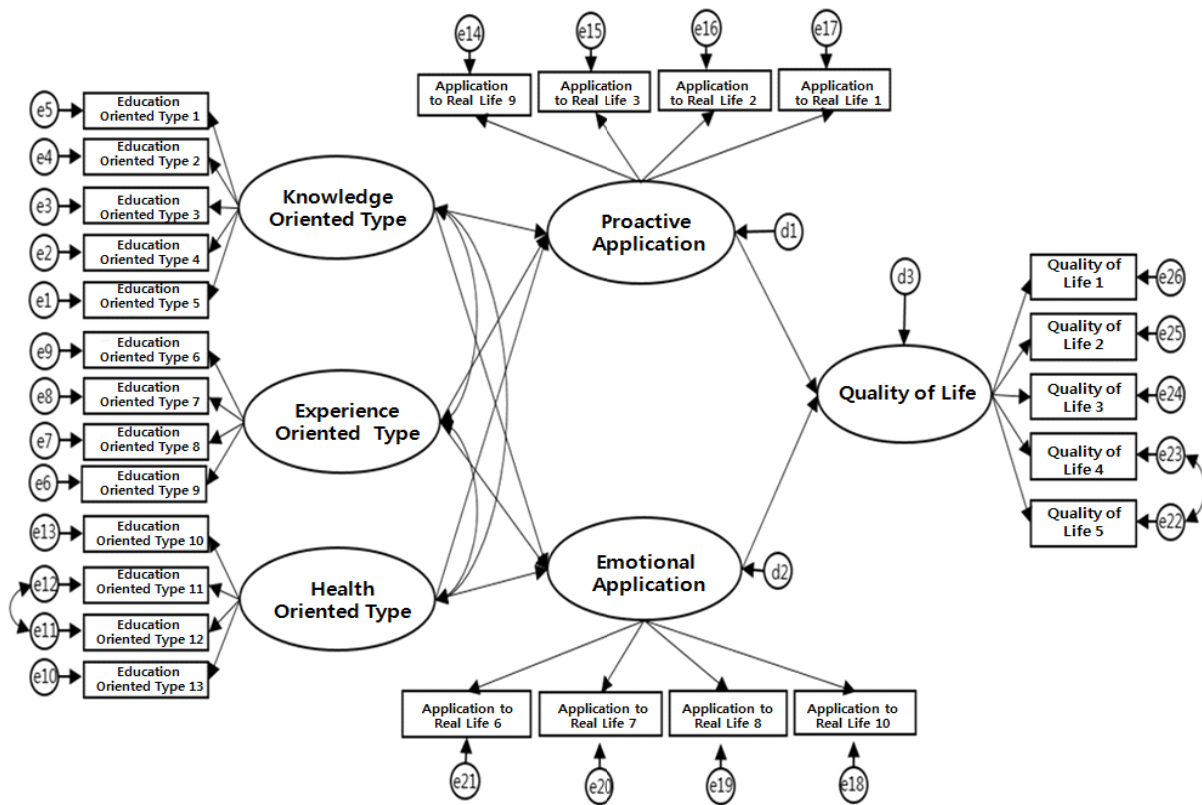 e14
e15
e16
e17
Application
to Real Life 9
Application
to Real Life 3
Application
to Real Life 2
Application
to Real Life 1
e5
Education
Oriented Type 1
e4
Education
Oriented Type 2
e3
Education
Oriented Type 3
e2
Education
Oriented Type 4
e1
Education
Oriented Type 5
e9
Education
Oriented Type 6
e8
Education
Oriented Type 7
e7
Education
Oriented Type 8
e6
Education
Oriented Type 9
e13
Education
Oriented Type 10
e12
Education
Oriented Type 11
e11
Education
Oriented Type 12
e10
Education
Oriented Type 13
Knowledge
Oriented Type
Experience
Oriented Type
Health
Oriented Type
Proactive
Application
d1
Emotional
Application
d2
d3
Quality of Life
Quality of
Life 1
e26
Quality of
Life 2
e25
Quality of
Life 3
e24
Quality of
Life 4
e23
Quality of
Life 5
e22
Application to
Real Life 6
Application to
Real Life 7
Application to
Real Life 8
Application to
Real Life 10
e21
e20
e19
e18